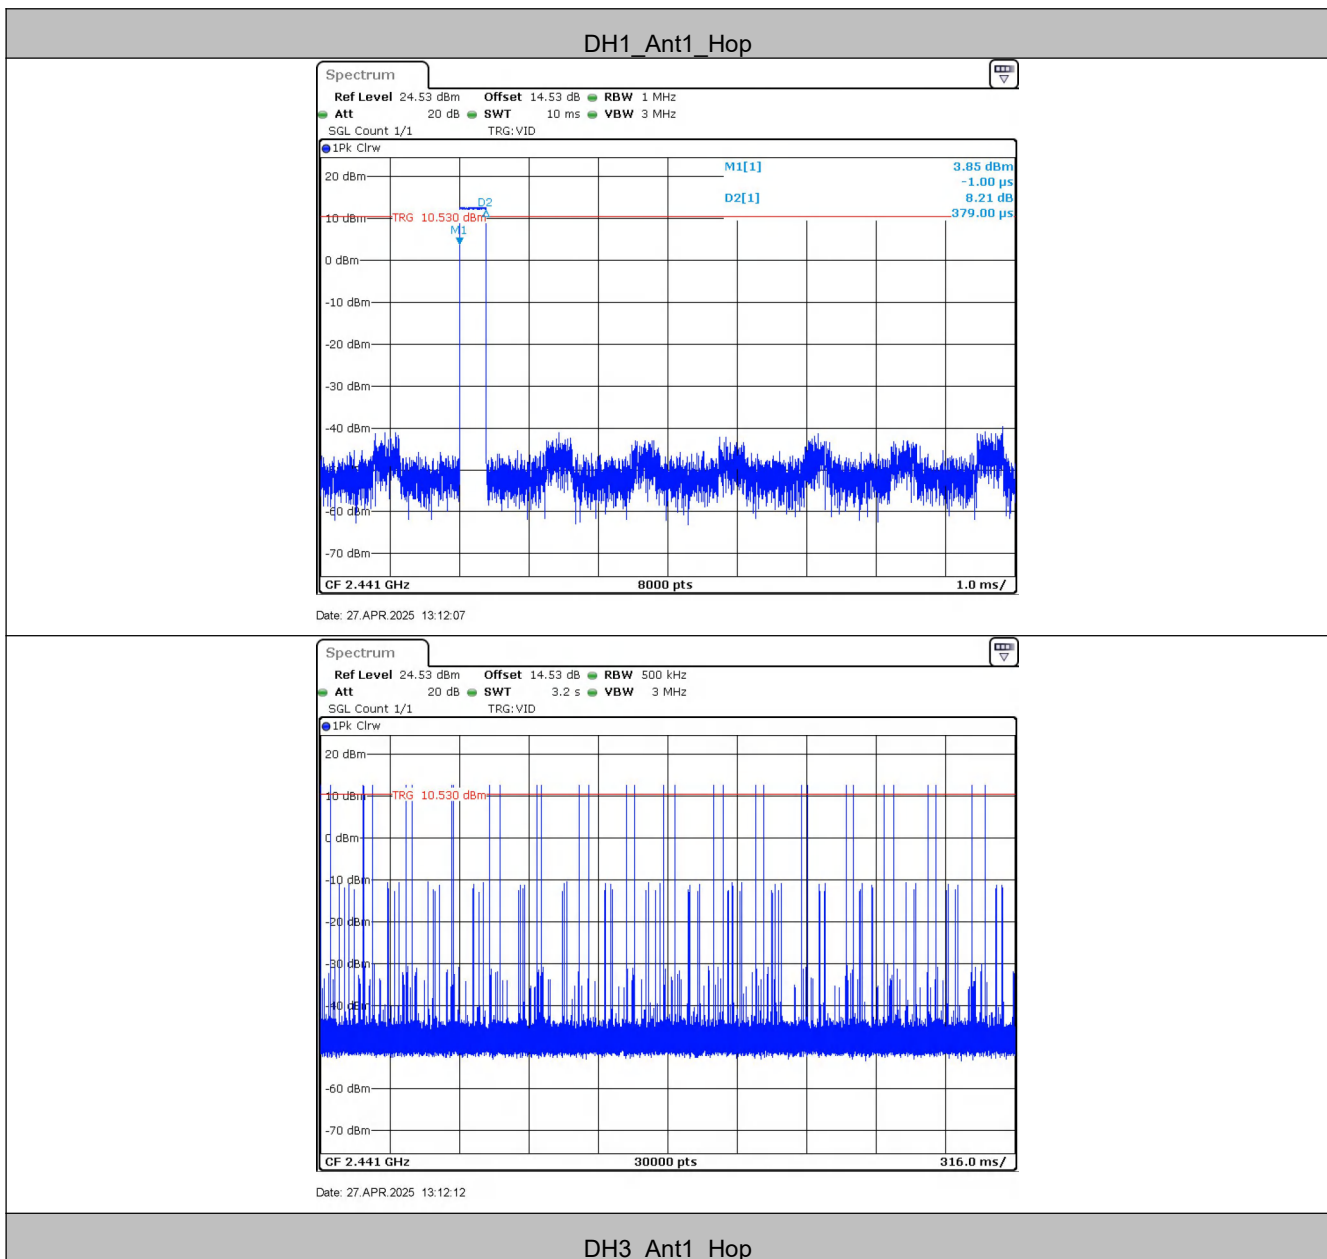 DH1_Ant1_Hop
Spectrum
Ref Level 24.53 dBm Offset 14.53 dB RBW 1 MHz
Att 20 dB SWT 10 ms VBW 3 MHz
SGL Count 1/1 TRG:VID
1Pk Clrw
M1[1] 3.85 dBm
-1.00 µs
D2[1] 8.21 dB
379.00 µs
20 dBm
D2
10 dBm
TRG 10.530 dBm
M1
0 dBm
-10 dBm
-20 dBm
-30 dBm
-40 dBm
-60 dBm
-70 dBm
CF 2.441 GHz 8000 pts 1.0 ms/
Date: 27.APR.2025 13:12:07
Spectrum
Ref Level 24.53 dBm Offset 14.53 dB RBW 500 kHz
Att 20 dB SWT 3.2 s VBW 3 MHz
SGL Count 1/1 TRG:VID
1Pk Clrw
20 dBm
10 dBm
TRG 10.530 dBm
0 dBm
-10 dBm
-20 dBm
-30 dBm
-40 dBm
-60 dBm
-70 dBm
CF 2.441 GHz 30000 pts 316.0 ms/
Date: 27.APR.2025 13:12:12
DH3_Ant1_Hop